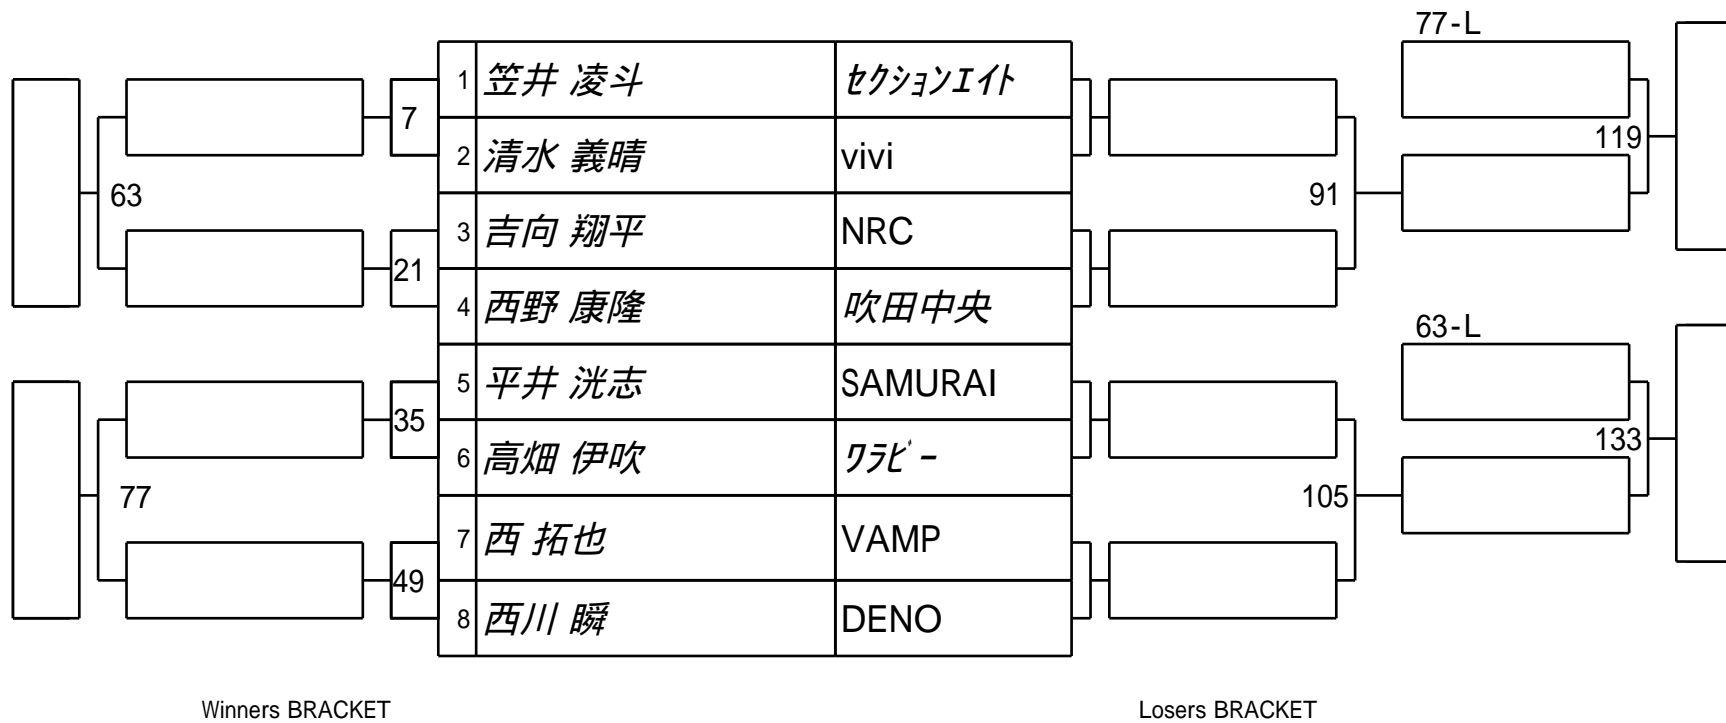 77-L
1 笠井 凌斗 ｾｸｼｮﾝｴｲﾄ
7
2 清水 義晴 vivi
119
63
91
3 吉向 翔平 NRC
21
4 西野 康隆 吹田中央
63-L
5 平井 洸志 SAMURAI
35
133
6 高畑 伊吹 ﾜﾗﾋﾞｰ
77
105
7 西 拓也 VAMP
49
8 西川 瞬 DENO
Winners BRACKET
Losers BRACKET